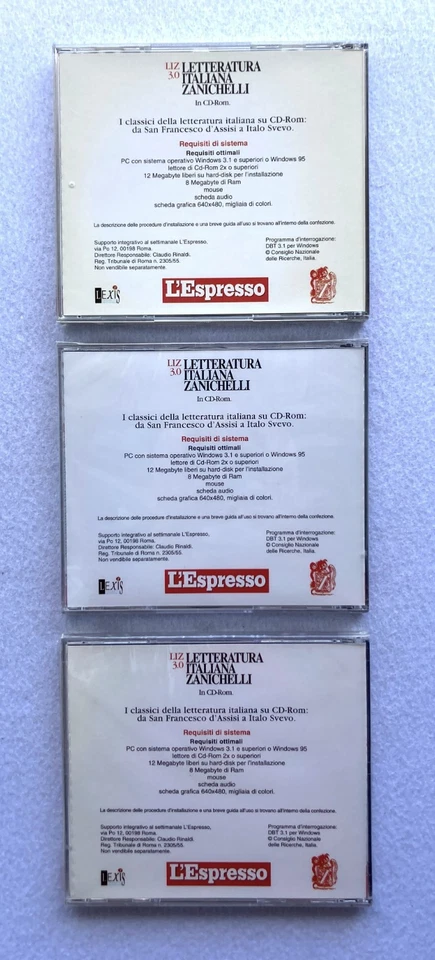 LIZ 3.0 LETTERATURA
ITALIANA
ZANICHELLI
In CD-Rom.
I classici della letteratura italiana su CD-Rom:
da San Francesco d'Assisi a Italo Svevo.
Requisiti di sistema
Requisiti ottimali
PC con sistema operativo Windows 3.1 e superiori o Windows 95
lettore di Cd-Rom 2x o superiori
12 Megabyte liberi su hard-disk per l'installazione
8 Megabyte di Ram
mouse
scheda audio
scheda grafica 640x480, migliaia di colori.
La descrizione delle procedure d'installazione e una breve guida all'uso si trovano all'interno della confezione.
Supporto integrativo al settimanale L'Espresso,
via Po 12, 00198 Roma.
Direttore Responsabile: Claudio Rinaldi.
Reg. Tribunale di Roma n. 2305/55.
Non vendibile separatamente.
Programma d'interrogazione:
DBT 3.1 per Windows
© Consiglio Nazionale
delle Ricerche, Italia.
LEXIS
L'Espresso
LIZ 3.0 LETTERATURA
ITALIANA
ZANICHELLI
In CD-Rom.
I classici della letteratura italiana su CD-Rom:
da San Francesco d'Assisi a Italo Svevo.
Requisiti di sistema
Requisiti ottimali
PC con sistema operativo Windows 3.1 e superiori o Windows 95
lettore di Cd-Rom 2x o superiori
12 Megabyte liberi su hard-disk per l'installazione
8 Megabyte di Ram
mouse
scheda audio
scheda grafica 640x480, migliaia di colori.
La descrizione delle procedure d'installazione e una breve guida all'uso si trovano all'interno della confezione.
Supporto integrativo al settimanale L'Espresso,
via Po 12, 00198 Roma.
Direttore Responsabile: Claudio Rinaldi.
Reg. Tribunale di Roma n. 2305/55.
Non vendibile separatamente.
Programma d'interrogazione:
DBT 3.1 per Windows
© Consiglio Nazionale
delle Ricerche, Italia.
LEXIS
L'Espresso
LIZ 3.0 LETTERATURA
ITALIANA
ZANICHELLI
In CD-Rom.
I classici della letteratura italiana su CD-Rom:
da San Francesco d'Assisi a Italo Svevo.
Requisiti di sistema
Requisiti ottimali
PC con sistema operativo Windows 3.1 e superiori o Windows 95
lettore di Cd-Rom 2x o superiori
12 Megabyte liberi su hard-disk per l'installazione
8 Megabyte di Ram
mouse
scheda audio
scheda grafica 640x480, migliaia di colori.
La descrizione delle procedure d'installazione e una breve guida all'uso si trovano all'interno della confezione.
Supporto integrativo al settimanale L'Espresso,
via Po 12, 00198 Roma.
Direttore Responsabile: Claudio Rinaldi.
Reg. Tribunale di Roma n. 2305/55.
Non vendibile separatamente.
Programma d'interrogazione:
DBT 3.1 per Windows
© Consiglio Nazionale
delle Ricerche, Italia.
LEXIS
L'Espresso